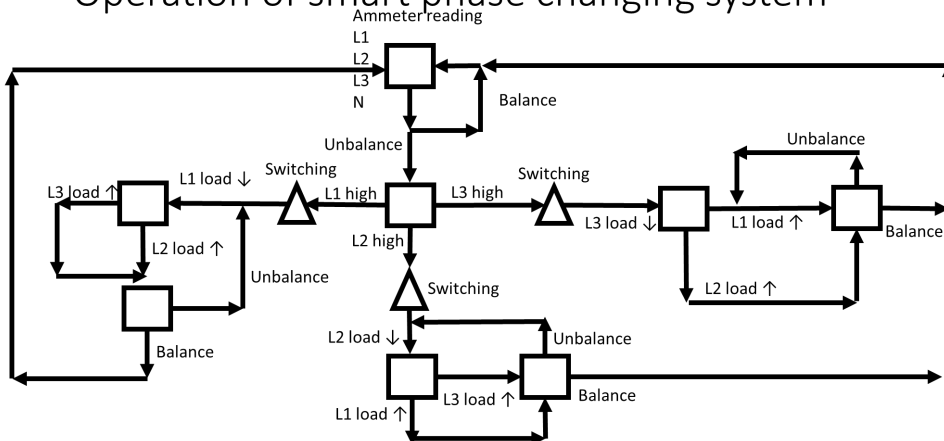 Operation of smart phase changing system
Ammeter reading
L1
L2
L3
N
Balance
Unbalance
Unbalance
Switching
Switching
L3 load ↑
L1 load ↓
L1 high
L3 high
L3 load ↓
L1 load ↑
Balance
L2 load ↑
L2 high
Unbalance
L2 load ↑
Switching
Balance
L2 load ↓
Unbalance
L1 load ↑
L3 load ↑
Balance